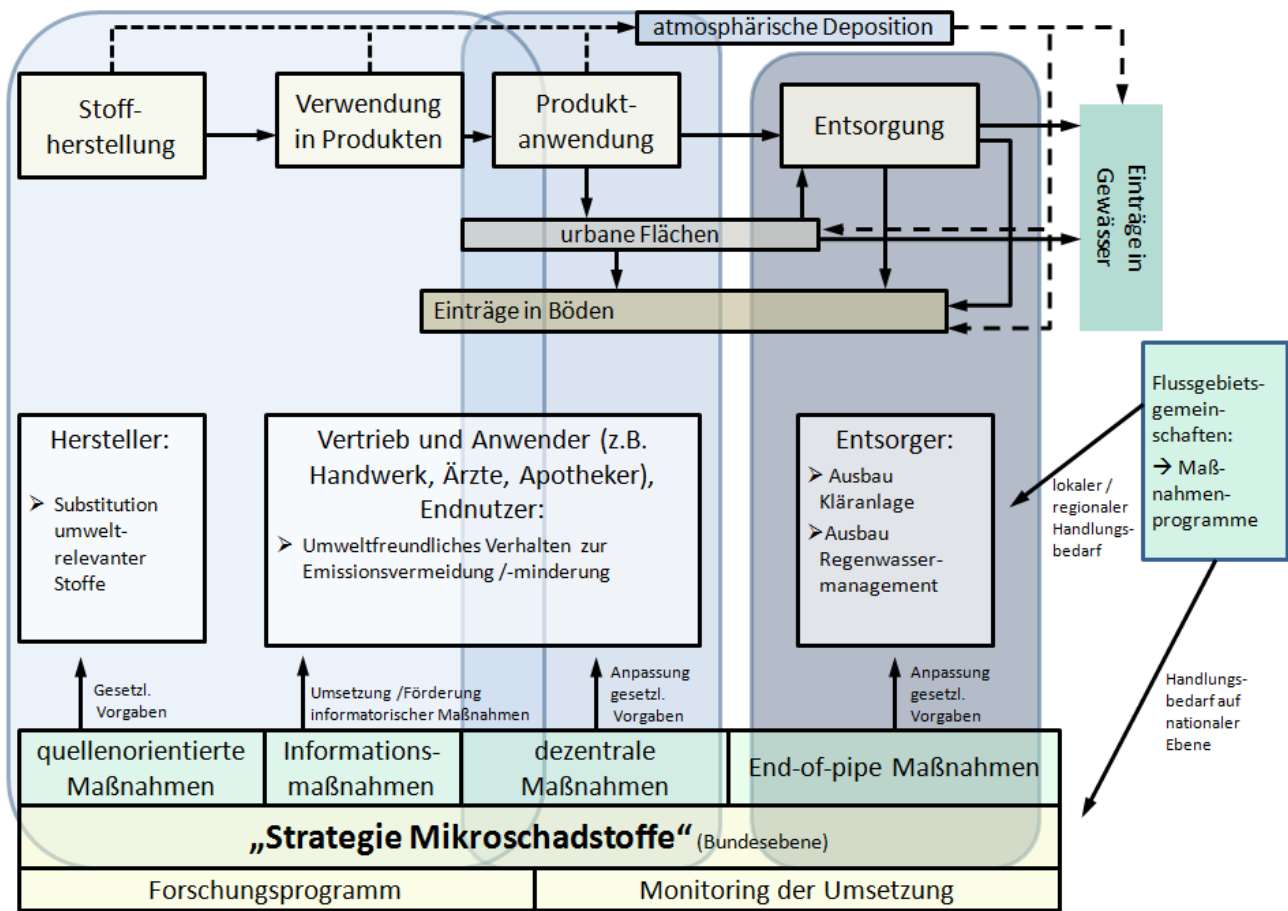 atmosphärische Deposition
Stoff-
herstellung
Verwendung
in Produkten
Produkt-
anwendung
Entsorgung
Einträge in
Gewässer
urbane Flächen
Einträge in Böden
Hersteller:
➢ Substitution
umwelt-
relevanter
Stoffe
Vertrieb und Anwender (z.B.
Handwerk, Ärzte, Apotheker),
Endnutzer:
➢ Umweltfreundliches Verhalten zur
Emissionsvermeidung /-minderung
Entsorger:
➢ Ausbau
Kläranlage
➢ Ausbau
Regenwasser-
management
lokaler /
regionaler
Handlungs-
bedarf
Flussgebiets-
gemein-
schaften:
→ Maß-
nahmen-
programme
Gesetzl.
Vorgaben
Umsetzung /Förderung
informatorischer Maßnahmen
Anpassung
gesetzl.
Vorgaben
Anpassung
gesetzl.
Vorgaben
Handlungs-
bedarf auf
nationaler
Ebene
quellenorientierte
Maßnahmen
Informations-
maßnahmen
dezentrale
Maßnahmen
End-of-pipe Maßnahmen
„Strategie Mikroschadstoffe“ (Bundesebene)
Forschungsprogramm
Monitoring der Umsetzung